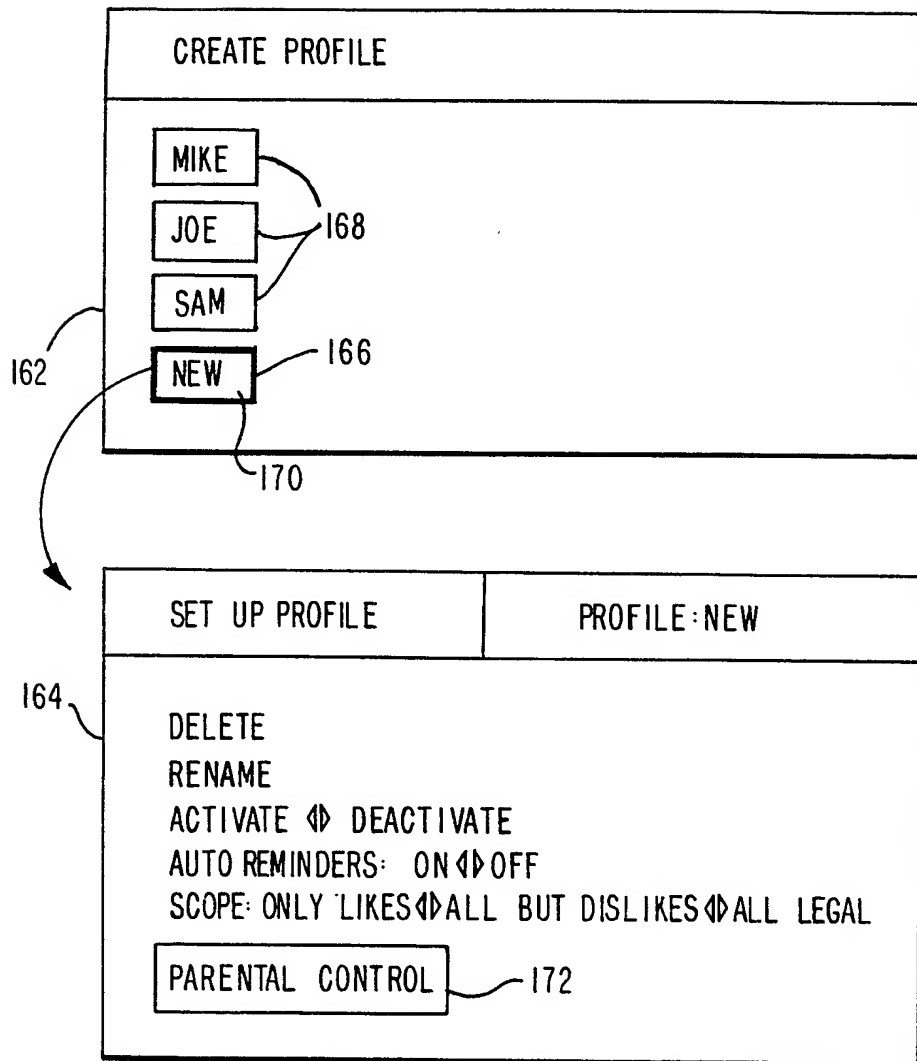 CREATE PROFILE
MIKE
JOE
168
SAM
162
166
NEW
170
SET UP PROFILE
PROFILE:NEW
164
DELETE
RENAME
ACTIVATE ◁▷ DEACTIVATE
AUTO REMINDERS: ON◁▷OFF
SCOPE: ONLY LIKES◁▷ALL BUT DISLIKES◁▷ALL LEGAL
PARENTAL CONTROL
172